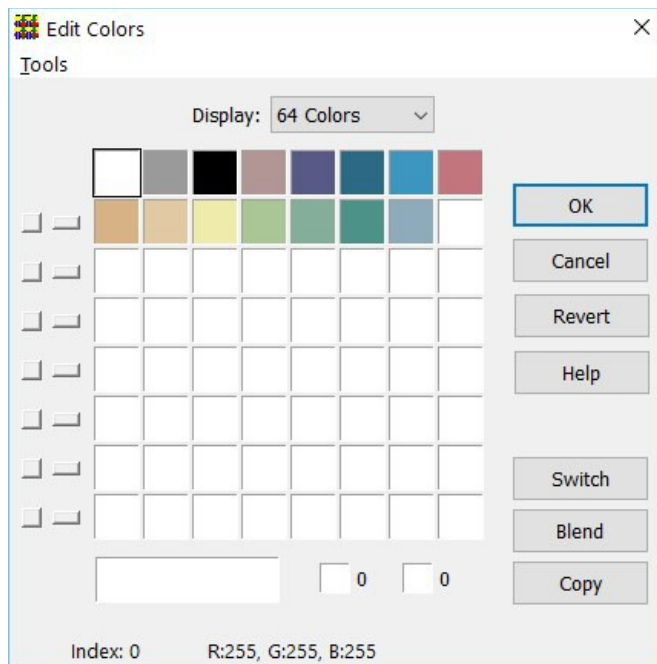 Edit Colors
Tools
Display: 64 Colors
OK
Cancel
Revert
Help
Switch
Blend
Copy
0 0
Index: 0 R:255, G:255, B:255